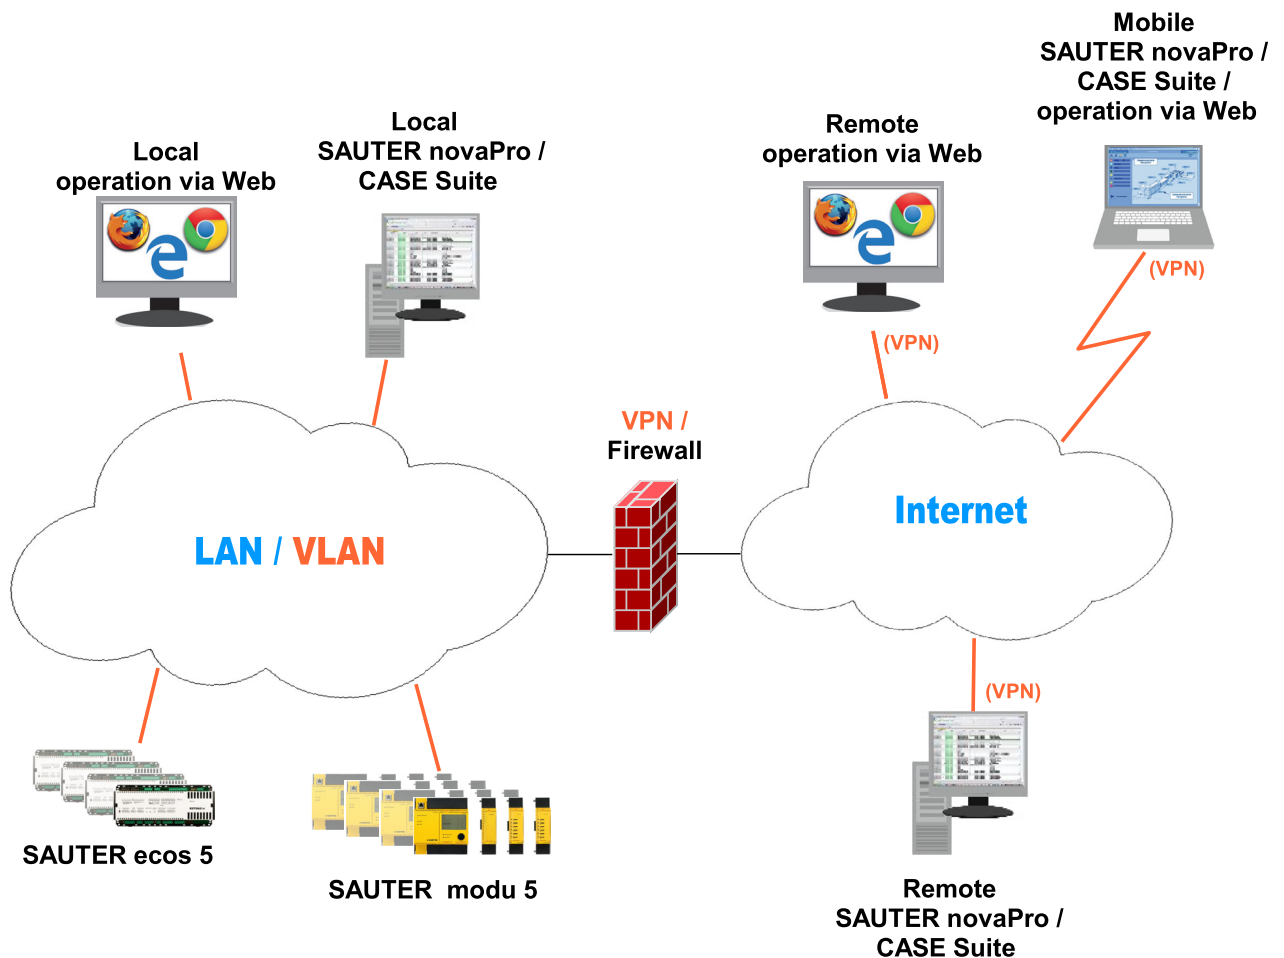 Mobile
SAUTER novaPro /
CASE Suite /
operation via Web
Local
SAUTER novaPro /
CASE Suite
Remote
operation via Web
Local
operation via Web
(VPN)
(VPN)
VPN /
Firewall
Internet
LAN / VLAN
(VPN)
SAUTER ecos 5
SAUTER modu 5
Remote
SAUTER novaPro /
CASE Suite